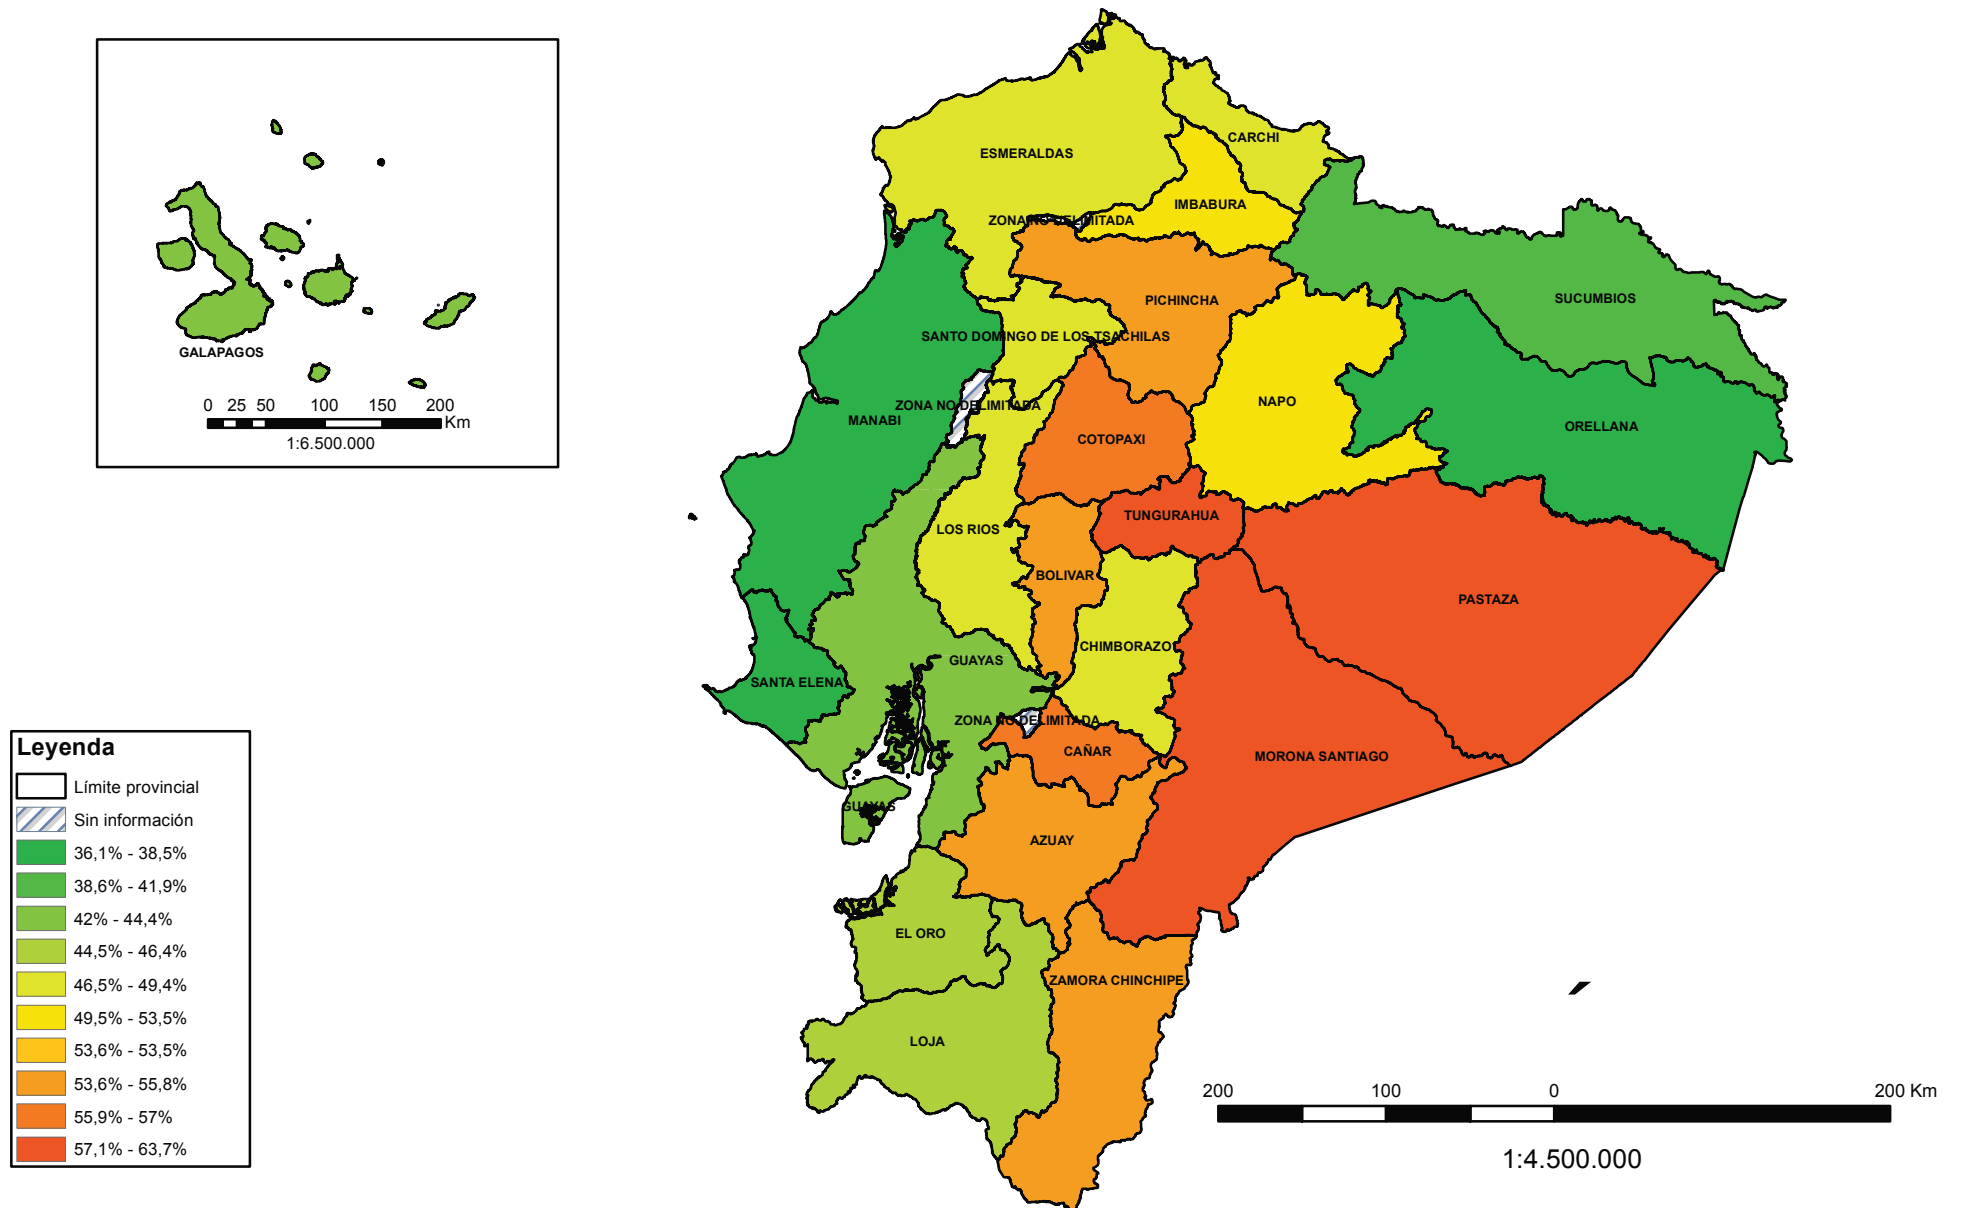 ESMERALDAS
CARCHI
IMBABURA
ZONA NO DELIMITADA
PICHINCHA
SUCUMBIOS
SANTO DOMINGO DE LOS TSACHILAS
GALAPAGOS
0 25 50 100 150 200 Km
1:6.500.000
NAPO
ZONA NO DELIMITADA
MANABI
ORELLANA
COTOPAXI
TUNGURAHUA
LOS RIOS
BOLIVAR
PASTAZA
CHIMBORAZO
GUAYAS
SANTA ELENA
ZONA NO DELIMITADA
CAÑAR
MORONA SANTIAGO
GUAYAS
AZUAY
EL ORO
ZAMORA CHINCHIPE
LOJA
Leyenda
Límite provincial
Sin información
36,1% - 38,5%
38,6% - 41,9%
42% - 44,4%
44,5% - 46,4%
46,5% - 49,4%
49,5% - 53,5%
53,6% - 53,5%
53,6% - 55,8%
55,9% - 57%
57,1% - 63,7%
200 100 0 200 Km
1:4.500.000